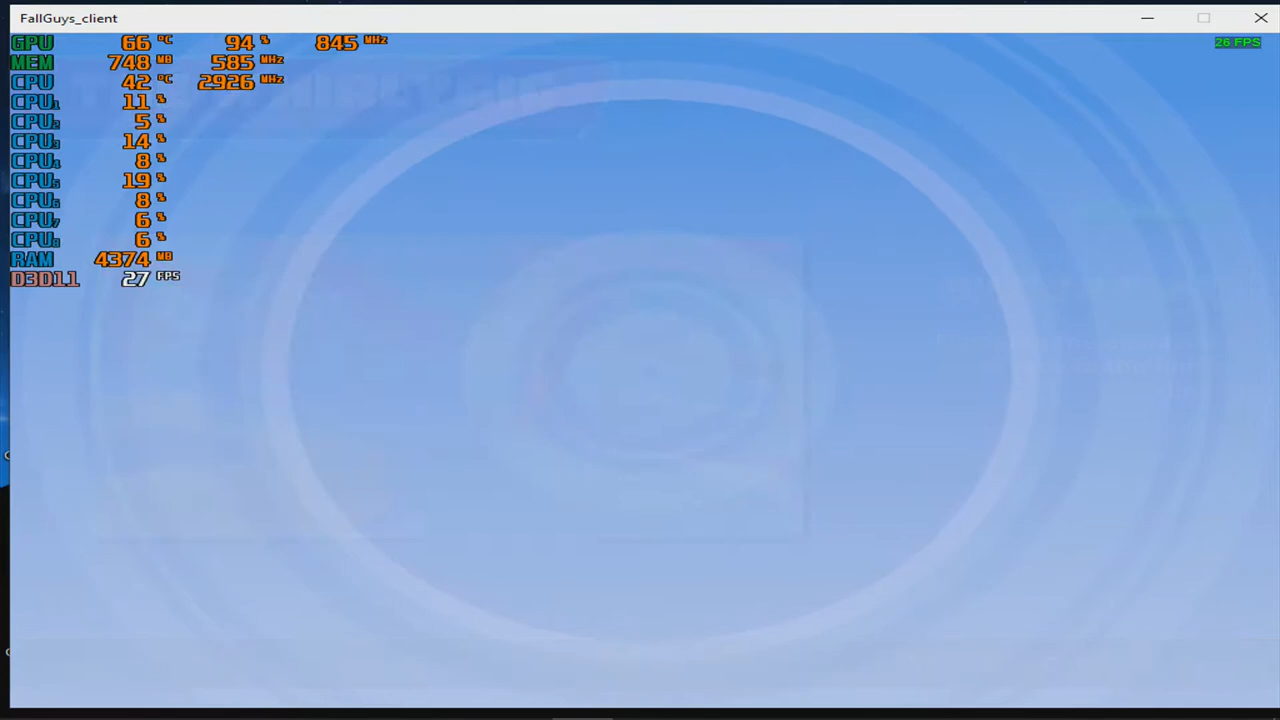 FallGuys_client
GPU 66 °C 94 % 845 MHz
26 FPS
MEM 748 MB 585 MHz
CPU 42 °C 2926 MHz
CPU1 11 %
CPU2 5 %
CPU3 14 %
CPU4 8 %
CPU5 19 %
CPU6 8 %
CPU7 6 %
CPU8 6 %
RAM 4374 MB
D3D11 27 FPS